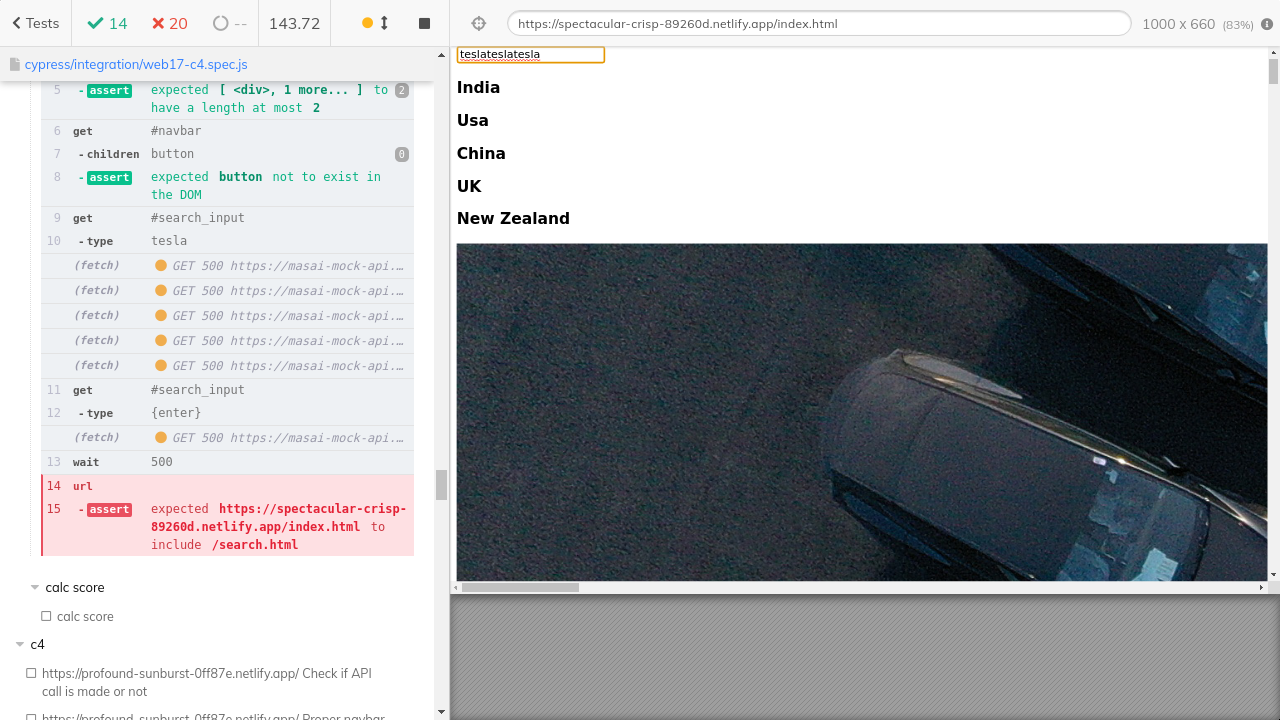 Tests 14 20 -- 143.72
https://spectacular-crisp-89260d.netlify.app/index.html 1000 x 660 (83%)
cypress/integration/web17-c4.spec.js
5 - assert expected [ <div>, 1 more... ] to 2
have a length at most 2
6 get #navbar
7 - children button 0
8 - assert expected button not to exist in
the DOM
9 get #search_input
10 - type tesla
(fetch) GET 500 https://masai-mock-api.…
(fetch) GET 500 https://masai-mock-api.…
(fetch) GET 500 https://masai-mock-api.…
(fetch) GET 500 https://masai-mock-api.…
(fetch) GET 500 https://masai-mock-api.…
11 get #search_input
12 - type {enter}
(fetch) GET 500 https://masai-mock-api.…
13 wait 500
14 url
15 - assert expected https://spectacular-crisp-
89260d.netlify.app/index.html to
include /search.html
calc score
calc score
c4
https://profound-sunburst-0ff87e.netlify.app/ Check if API
call is made or not
https://profound-sunburst-0ff87e.netlify.app/ Proper navbar
teslateslatesla
India
Usa
China
UK
New Zealand